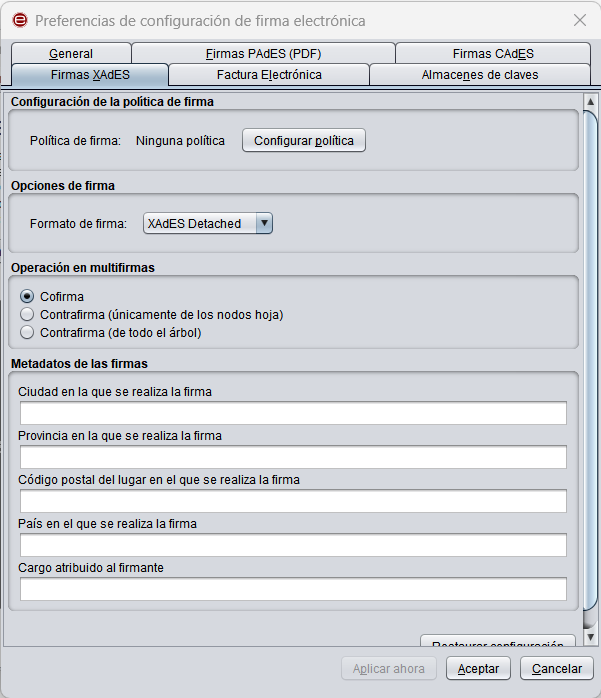 Preferencias de configuración de firma electrónica
General
Firmas PAdES (PDF)
Firmas CAdES
Firmas XAdES
Factura Electrónica
Almacenes de claves
Configuración de la política de firma
Política de firma: Ninguna política Configurar política
Opciones de firma
Formato de firma: XAdES Detached
Operación en multifirmas
Cofirma
Contrafirma (únicamente de los nodos hoja)
Contrafirma (de todo el árbol)
Metadatos de las firmas
Ciudad en la que se realiza la firma
Provincia en la que se realiza la firma
Código postal del lugar en el que se realiza la firma
País en el que se realiza la firma
Cargo atribuido al firmante
Restaurar configuración
Aplicar ahora Aceptar Cancelar